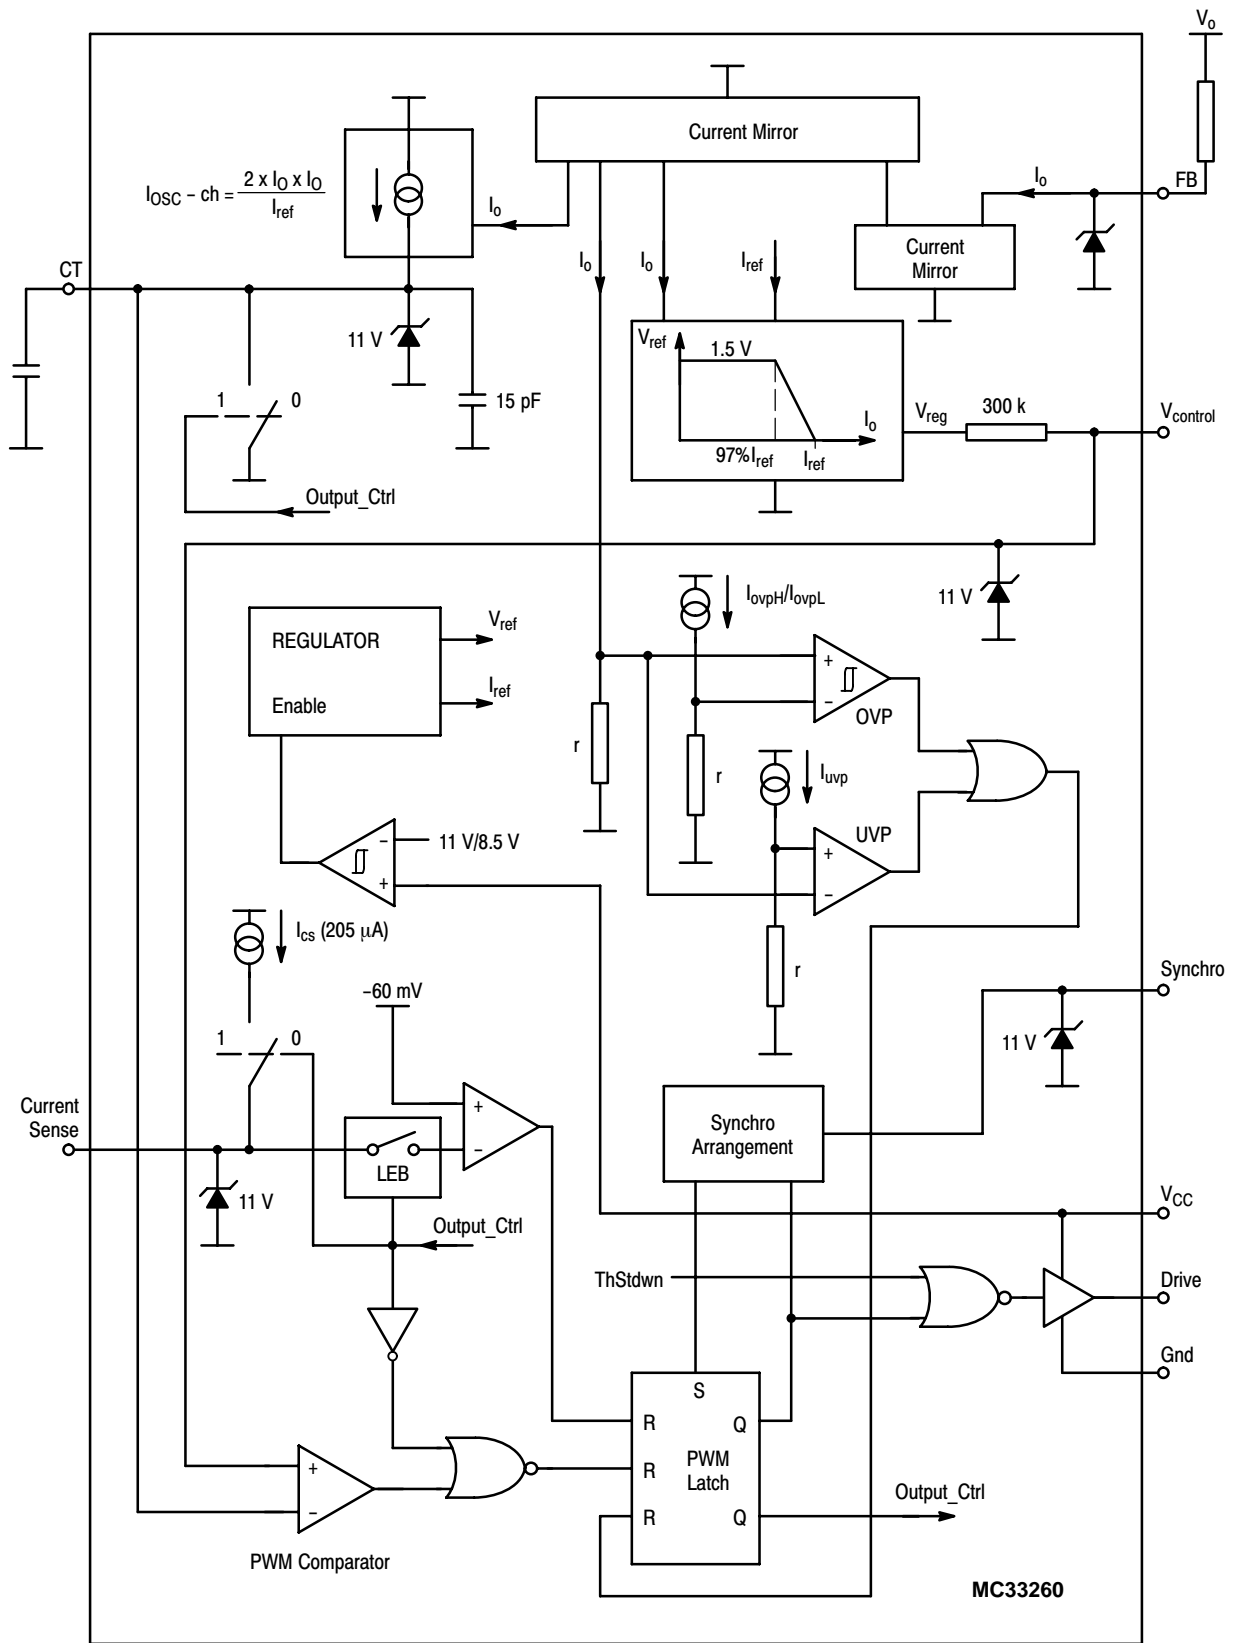 V₀
Current Mirror
I_OSC – ch = 2 x I_O x I_O / I_ref
I_o
I_o
FB
Current
Mirror
I_o
I_o
I_ref
CT
11 V
V_ref
1.5 V
1
0
15 pF
I_o
V_reg
300 k
V_control
97%I_ref
I_ref
Output_Ctrl
I_ovpH/I_ovpL
11 V
REGULATOR
V_ref
Enable
I_ref
+
–
OVP
r
r
I_uvp
UVP
–
11 V/8.5 V
+
+
–
I_cs (205 μA)
r
Synchro
–60 mV
1
0
11 V
Current
Sense
+
–
LEB
Synchro
Arrangement
11 V
V_CC
Output_Ctrl
ThStdwn
Drive
Gnd
S
R
Q
PWM
Latch
R
R
Q
+
–
Output_Ctrl
PWM Comparator
MC33260